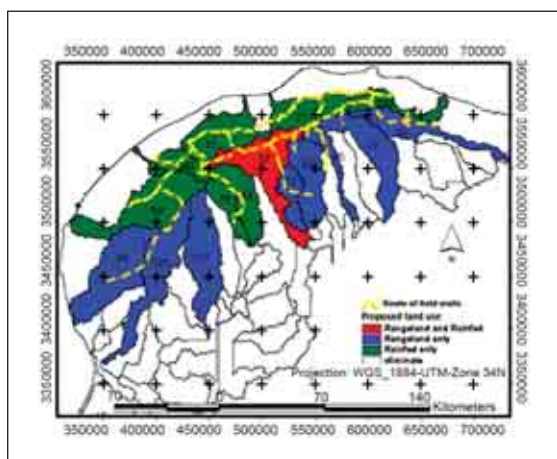 350000 400000 450000 500000 550000 600000 650000 700000
3600000
3550000
3500000
3450000
3400000
3350000
3600000
3550000
3500000
3450000
3400000
3350000
N
Route of field visits
Proposed land use
Rangeland and Rainfed
Rangeland only
Rainfed only
eliminate
Projection: WGS_1984-UTM-Zone 34N
70 0 70 140
Kilometers
350000 400000 450000 500000 550000 600000 650000 700000